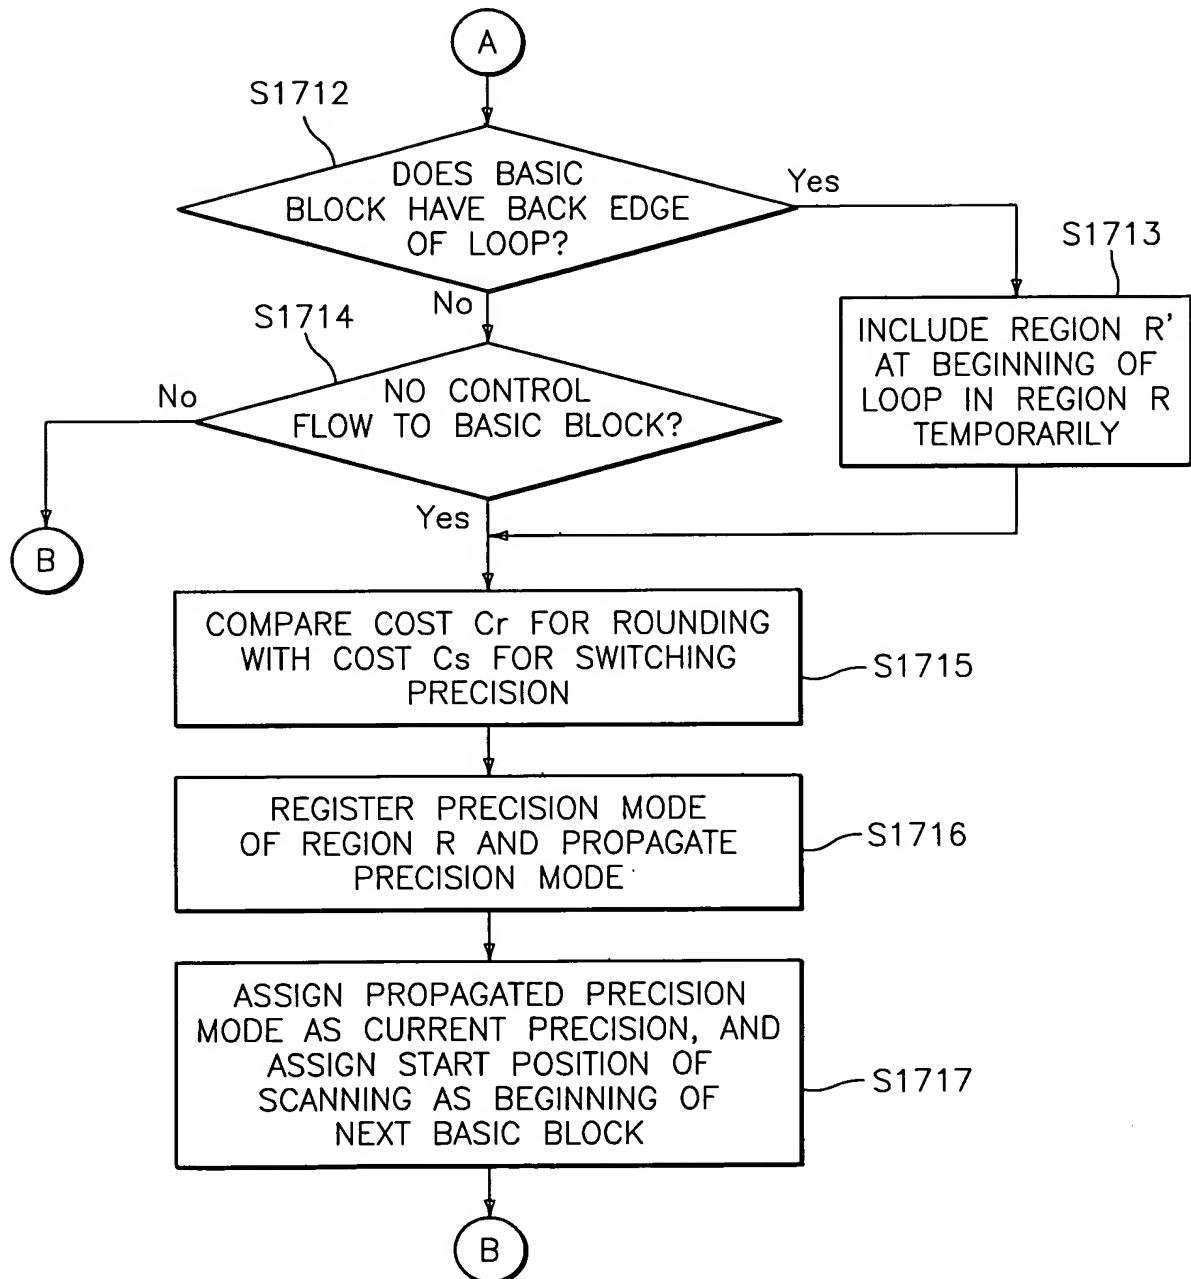 A
S1712
DOES BASIC
BLOCK HAVE BACK EDGE
OF LOOP?
Yes
S1713
INCLUDE REGION R'
AT BEGINNING OF
LOOP IN REGION R
TEMPORARILY
No
S1714
NO CONTROL
FLOW TO BASIC BLOCK?
No
B
Yes
COMPARE COST Cr FOR ROUNDING
WITH COST Cs FOR SWITCHING
PRECISION
S1715
REGISTER PRECISION MODE
OF REGION R AND PROPAGATE
PRECISION MODE
S1716
ASSIGN PROPAGATED PRECISION
MODE AS CURRENT PRECISION, AND
ASSIGN START POSITION OF
SCANNING AS BEGINNING OF
NEXT BASIC BLOCK
S1717
B